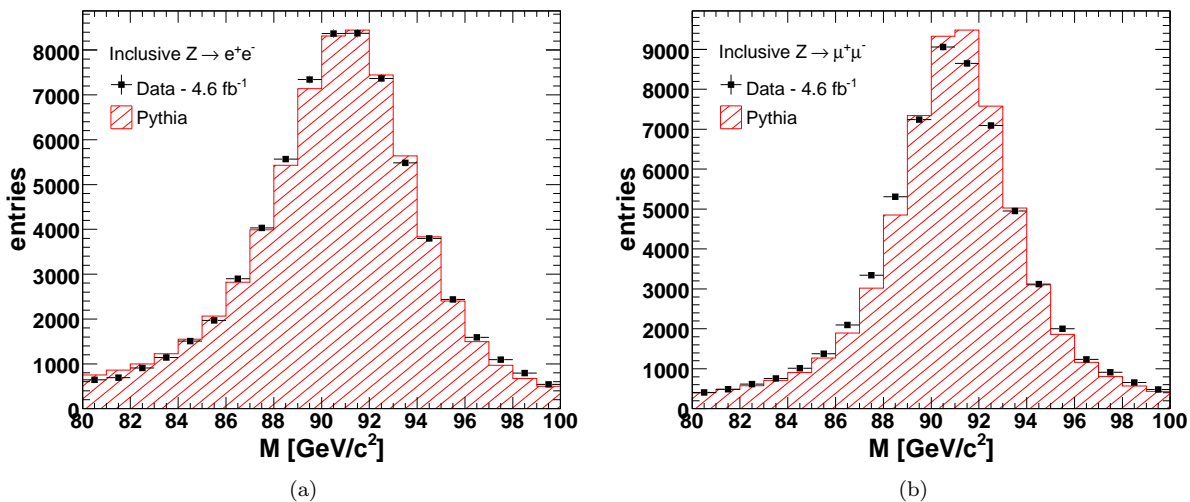 Inclusive Z → e⁺e⁻
Data - 4.6 fb⁻¹
Pythia
entries
8000
7000
6000
5000
4000
3000
2000
1000
0
80 82 84 86 88 90 92 94 96 98 100
M [GeV/c²]
(a)
Inclusive Z → μ⁺μ⁻
Data - 4.6 fb⁻¹
Pythia
entries
9000
8000
7000
6000
5000
4000
3000
2000
1000
0
80 82 84 86 88 90 92 94 96 98 100
M [GeV/c²]
(b)